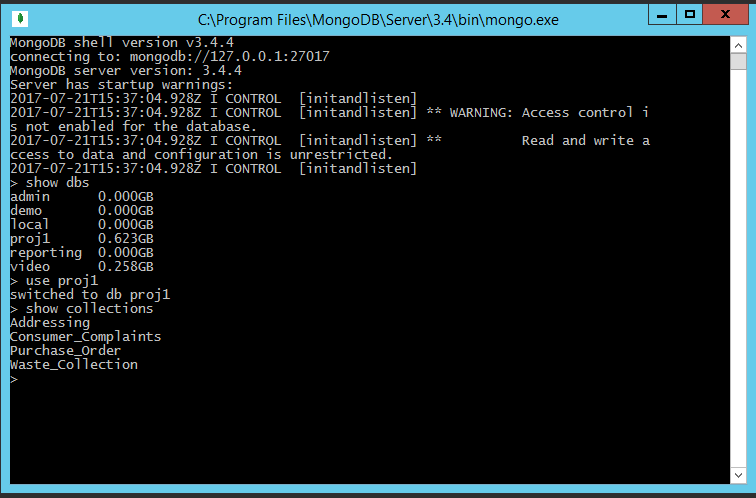 C:\Program Files\MongoDB\Server\3.4\bin\mongo.exe
MongoDB shell version v3.4.4
connecting to: mongodb://127.0.0.1:27017
MongoDB server version: 3.4.4
Server has startup warnings:
2017-07-21T15:37:04.928Z I CONTROL  [initandlisten]
2017-07-21T15:37:04.928Z I CONTROL  [initandlisten] ** WARNING: Access control i
s not enabled for the database.
2017-07-21T15:37:04.928Z I CONTROL  [initandlisten] **          Read and write a
ccess to data and configuration is unrestricted.
2017-07-21T15:37:04.928Z I CONTROL  [initandlisten]
> show dbs
admin      0.000GB
demo       0.000GB
local      0.000GB
proj1      0.623GB
reporting  0.000GB
video      0.258GB
> use proj1
switched to db proj1
> show collections
Addressing
Consumer_Complaints
Purchase_Order
Waste_Collection
>